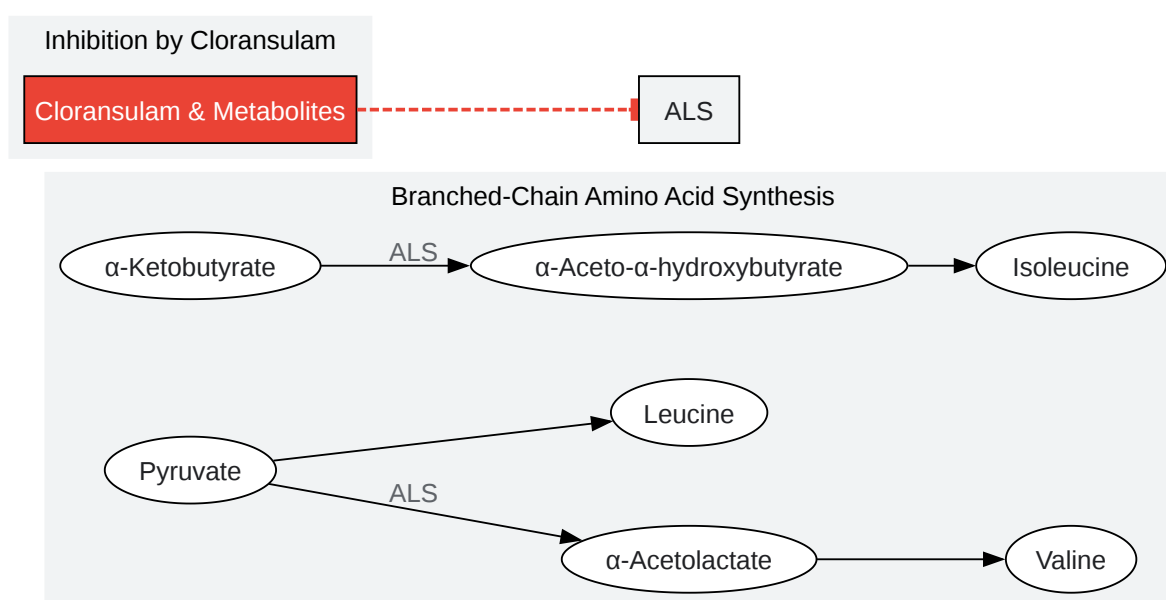 Inhibition by Cloransulam
Cloransulam & Metabolites
ALS
Branched-Chain Amino Acid Synthesis
α-Ketobutyrate
ALS
α-Aceto-α-hydroxybutyrate
Isoleucine
Leucine
Pyruvate
ALS
α-Acetolactate
Valine